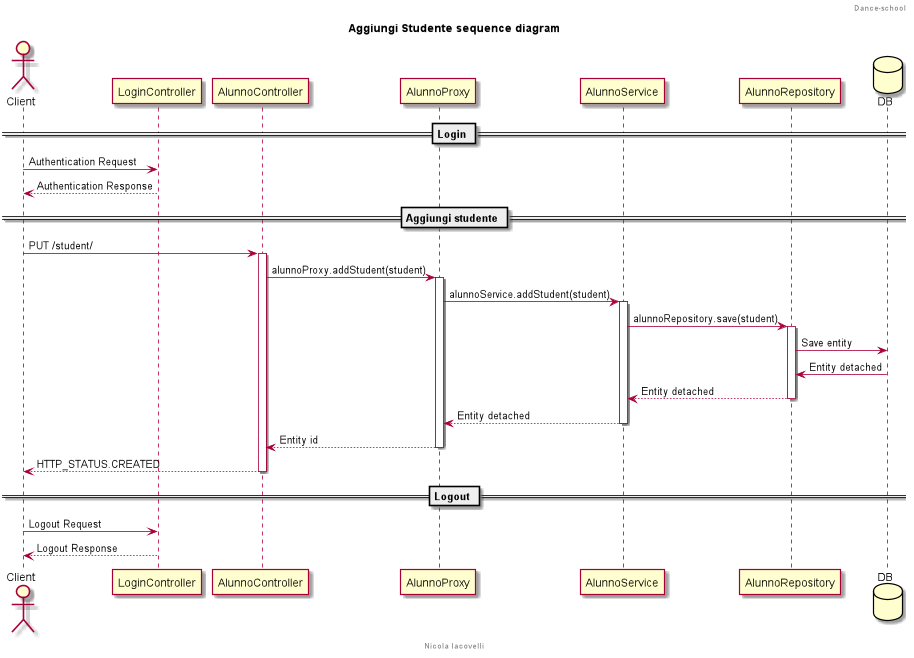 Dance-school
Aggiungi Studente sequence diagram
Client
LoginController
AlunnoController
AlunnoProxy
AlunnoService
AlunnoRepository
DB
Login
Authentication Request
Authentication Response
Aggiungi studente
PUT /student/
alunnoProxy.addStudent(student)
alunnoService.addStudent(student)
alunnoRepository.save(student)
Save entity
Entity detached
Entity detached
Entity detached
Entity id
HTTP_STATUS.CREATED
Logout
Logout Request
Logout Response
Client
LoginController
AlunnoController
AlunnoProxy
AlunnoService
AlunnoRepository
DB
Nicola Iacovelli